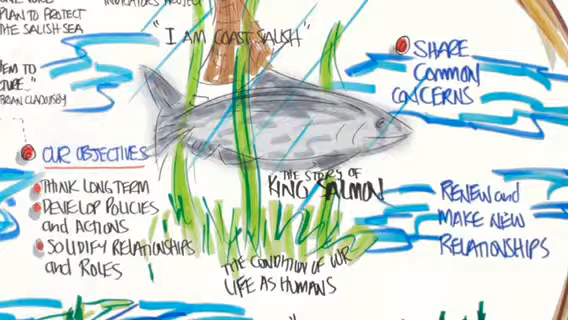 PLAN TO PROTECT
THE SALISH SEA
"I AM COAST SALISH"
SHARE
COMMON
CONCERNS
OUR OBJECTIVES
THINK LONG TERM
DEVELOP POLICIES
and ACTIONS
SOLIDIFY RELATIONSHIPS
and ROLES
THE STORY OF
KING SALMON
THE CONDITION OF OUR
LIFE AS HUMANS
RENEW and
MAKE NEW
RELATIONSHIPS